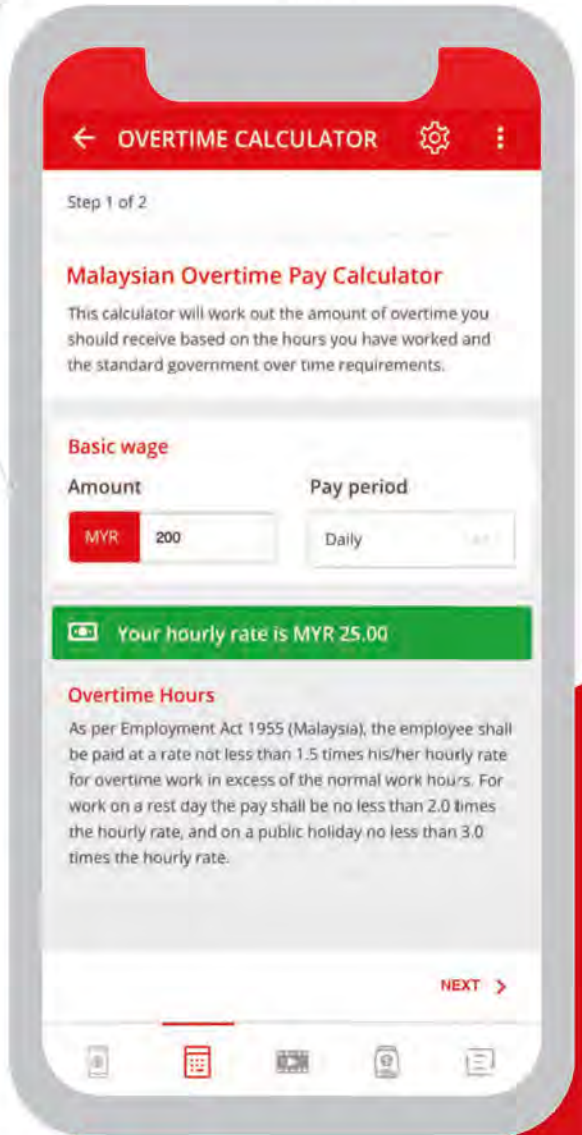 OVERTIME CALCULATOR
Step 1 of 2
Malaysian Overtime Pay Calculator
This calculator will work out the amount of overtime you
should receive based on the hours you have worked and
the standard government over time requirements.
Basic wage
Amount Pay period
MYR 200 Daily
Your hourly rate is MYR 25.00
Overtime Hours
As per Employment Act 1955 (Malaysia), the employee shall
be paid at a rate not less than 1.5 times his/her hourly rate
for overtime work in excess of the normal work hours. For
work on a rest day the pay shall be no less than 2.0 times
the hourly rate, and on a public holiday no less than 3.0
times the hourly rate.
NEXT